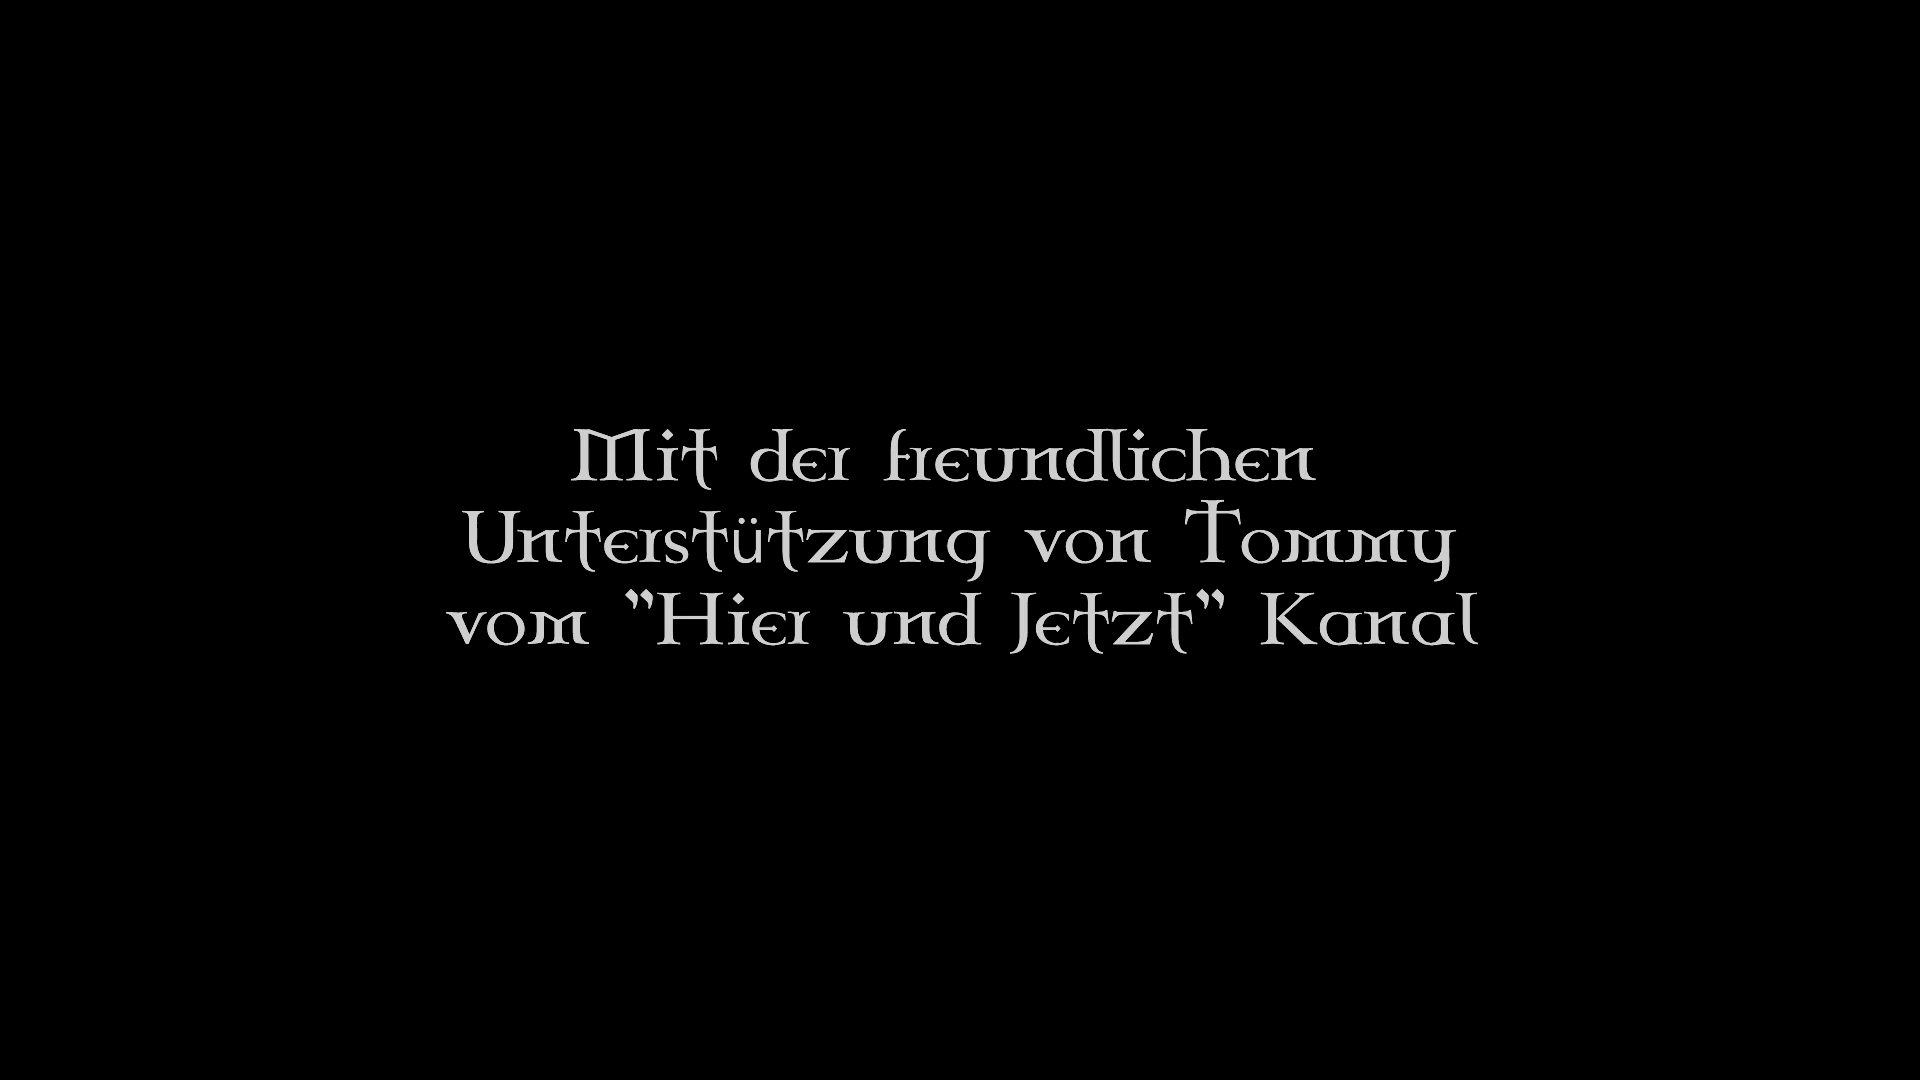 Mit der freundlichen
Unterstützung von Tommy
vom "Hier und Jetzt" Kanal